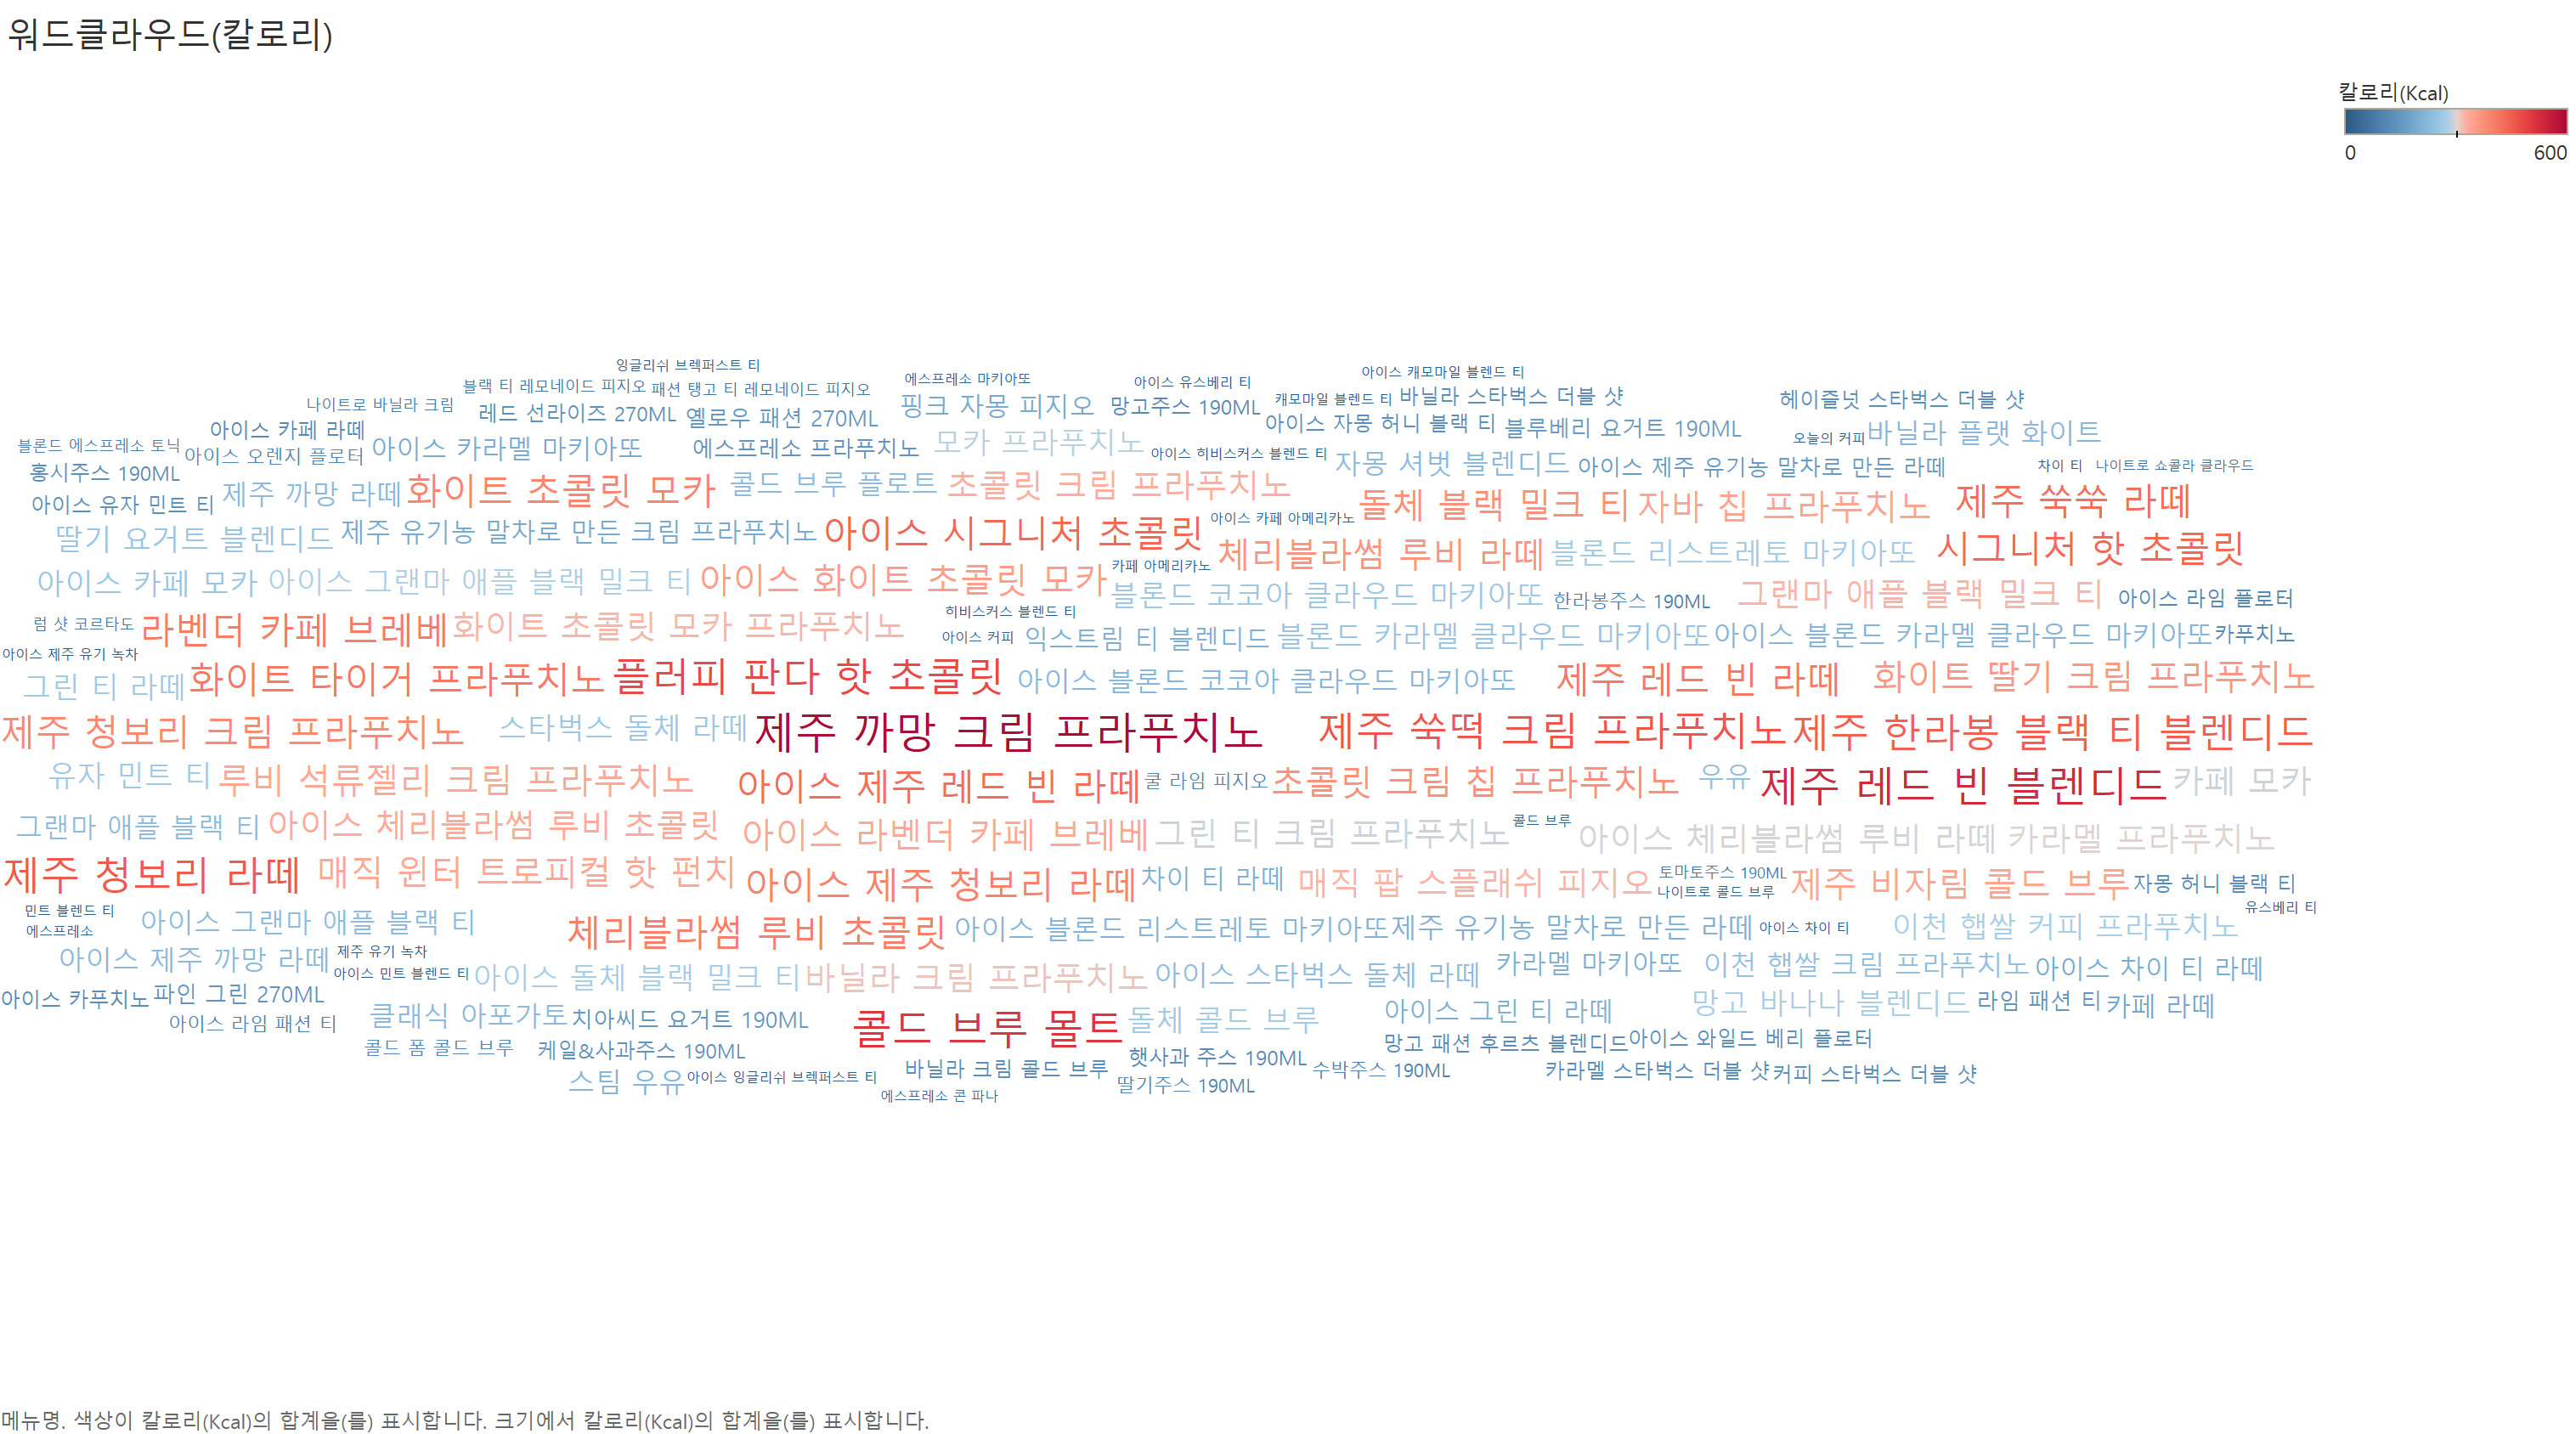 워드클라우드(칼로리)
칼로리(Kcal)
0 600
잉글리쉬 브렉퍼스트 티
블랙 티 레모네이드 피지오 패션 탱고 티 레모네이드 피지오 에스프레소 마키아또 아이스 유스베리 티 아이스 캐모마일 블렌드 티
나이트로 바닐라 크림 레드 선라이즈 270ML 옐로우 패션 270ML 핑크 자몽 피지오 망고주스 190ML 캐모마일 블렌드 티 바닐라 스타벅스 더블 샷 헤이즐넛 스타벅스 더블 샷
아이스 카페 라떼 아이스 자몽 허니 블랙 티 블루베리 요거트 190ML
블론드 에스프레소 토닉 아이스 오렌지 플로터 아이스 카라멜 마키아또 에스프레소 프라푸치노 모카 프라푸치노 아이스 히비스커스 블렌드 티 오늘의 커피 바닐라 플랫 화이트
홍시주스 190ML 자몽 셔벗 블렌디드 아이스 제주 유기농 말차로 만든 라떼 차이 티 나이트로 쇼콜라 클라우드
아이스 유자 민트 티 제주 까망 라떼 화이트 초콜릿 모카 콜드 브루 플로트 초콜릿 크림 프라푸치노 돌체 블랙 밀크 티 자바 칩 프라푸치노 제주 쑥쑥 라떼
딸기 요거트 블렌디드 제주 유기농 말차로 만든 크림 프라푸치노 아이스 시그니처 초콜릿 아이스 카페 아메리카노 체리블라썸 루비 라떼 블론드 리스트레토 마키아또 시그니처 핫 초콜릿
아이스 카페 모카 아이스 그랜마 애플 블랙 밀크 티 아이스 화이트 초콜릿 모카 카페 아메리카노 블론드 코코아 클라우드 마키아또 한라봉주스 190ML 그랜마 애플 블랙 밀크 티 아이스 라임 플로터
럼 샷 코르타도 라벤더 카페 브레베 화이트 초콜릿 모카 프라푸치노 히비스커스 블렌드 티
아이스 커피 익스트림 티 블렌디드 블론드 카라멜 클라우드 마키아또 아이스 블론드 카라멜 클라우드 마키아또 카푸치노
아이스 제주 유기 녹차
그린 티 라떼 화이트 타이거 프라푸치노 플러피 판다 핫 초콜릿 아이스 블론드 코코아 클라우드 마키아또 제주 레드 빈 라떼 화이트 딸기 크림 프라푸치노
제주 청보리 크림 프라푸치노 스타벅스 돌체 라떼 제주 까망 크림 프라푸치노 제주 쑥떡 크림 프라푸치노 제주 한라봉 블랙 티 블렌디드
유자 민트 티 루비 석류젤리 크림 프라푸치노 아이스 제주 레드 빈 라떼 쿨 라임 피지오 초콜릿 크림 칩 프라푸치노 우유 제주 레드 빈 블렌디드 카페 모카
그랜마 애플 블랙 티 아이스 체리블라썸 루비 초콜릿 아이스 라벤더 카페 브레베 그린 티 크림 프라푸치노 콜드 브루 아이스 체리블라썸 루비 라떼 카라멜 프라푸치노
제주 청보리 라떼 매직 윈터 트로피컬 핫 펀치 아이스 제주 청보리 라떼 차이 티 라떼 매직 팝 스플래쉬 피지오 토마토주스 190ML 제주 비자림 콜드 브루 자몽 허니 블랙 티
나이트로 콜드 브루
민트 블렌드 티 아이스 그랜마 애플 블랙 티 유스베리 티
에스프레소 체리블라썸 루비 초콜릿 아이스 블론드 리스트레토 마키아또 제주 유기농 말차로 만든 라떼 아이스 차이 티 이천 햅쌀 커피 프라푸치노
아이스 제주 까망 라떼 제주 유기 녹차
아이스 민트 블렌드 티 아이스 돌체 블랙 밀크 티 바닐라 크림 프라푸치노 아이스 스타벅스 돌체 라떼 카라멜 마키아또 이천 햅쌀 크림 프라푸치노 아이스 차이 티 라떼
아이스 카푸치노 파인 그린 270ML 클래식 아포가토 치아씨드 요거트 190ML 콜드 브루 몰트 돌체 콜드 브루 아이스 그린 티 라떼 망고 바나나 블렌디드 라임 패션 티 카페 라떼
아이스 라임 패션 티
콜드 폼 콜드 브루 케일&사과주스 190ML 햇사과 주스 190ML 망고 패션 후르츠 블렌디드 아이스 와일드 베리 플로터
스팀 우유 아이스 잉글리쉬 브렉퍼스트 티 바닐라 크림 콜드 브루 수박주스 190ML 카라멜 스타벅스 더블 샷 커피 스타벅스 더블 샷
에스프레소 콘 파나 딸기주스 190ML
메뉴명. 색상이 칼로리(Kcal)의 합계을(를) 표시합니다. 크기에서 칼로리(Kcal)의 합계을(를) 표시합니다.